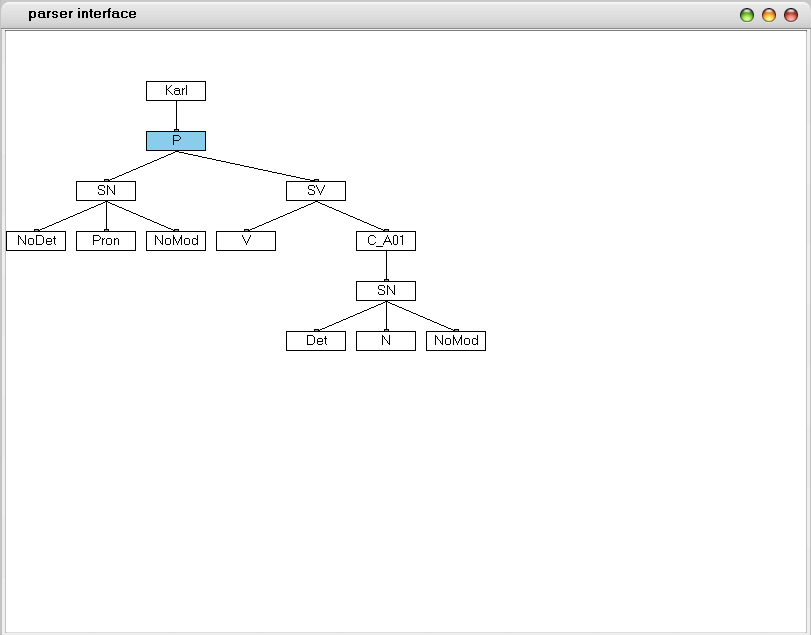 parser interface
Karl
P
SN SV
NoDet Pron NoMod V C_A01
SN
Det N NoMod